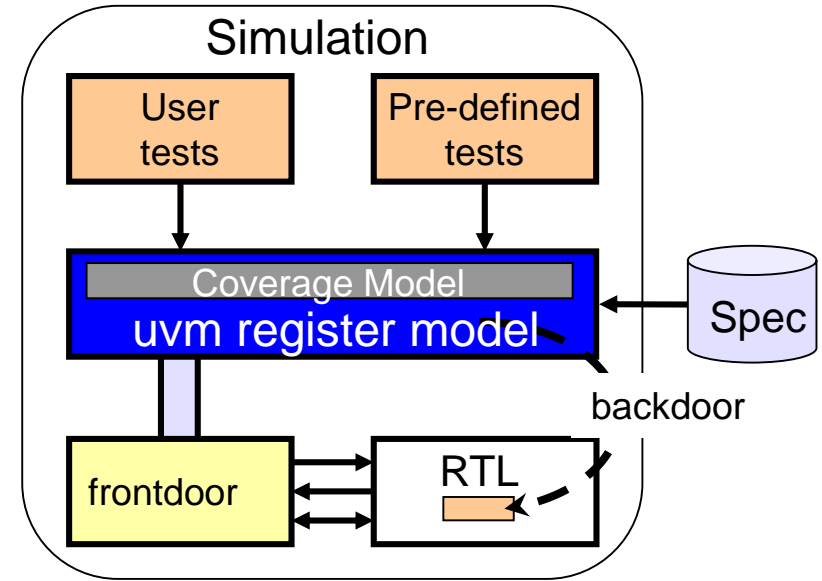 Simulation
User
tests
Pre-defined
tests
Coverage Model
uvm register model
Spec
backdoor
frontdoor
RTL